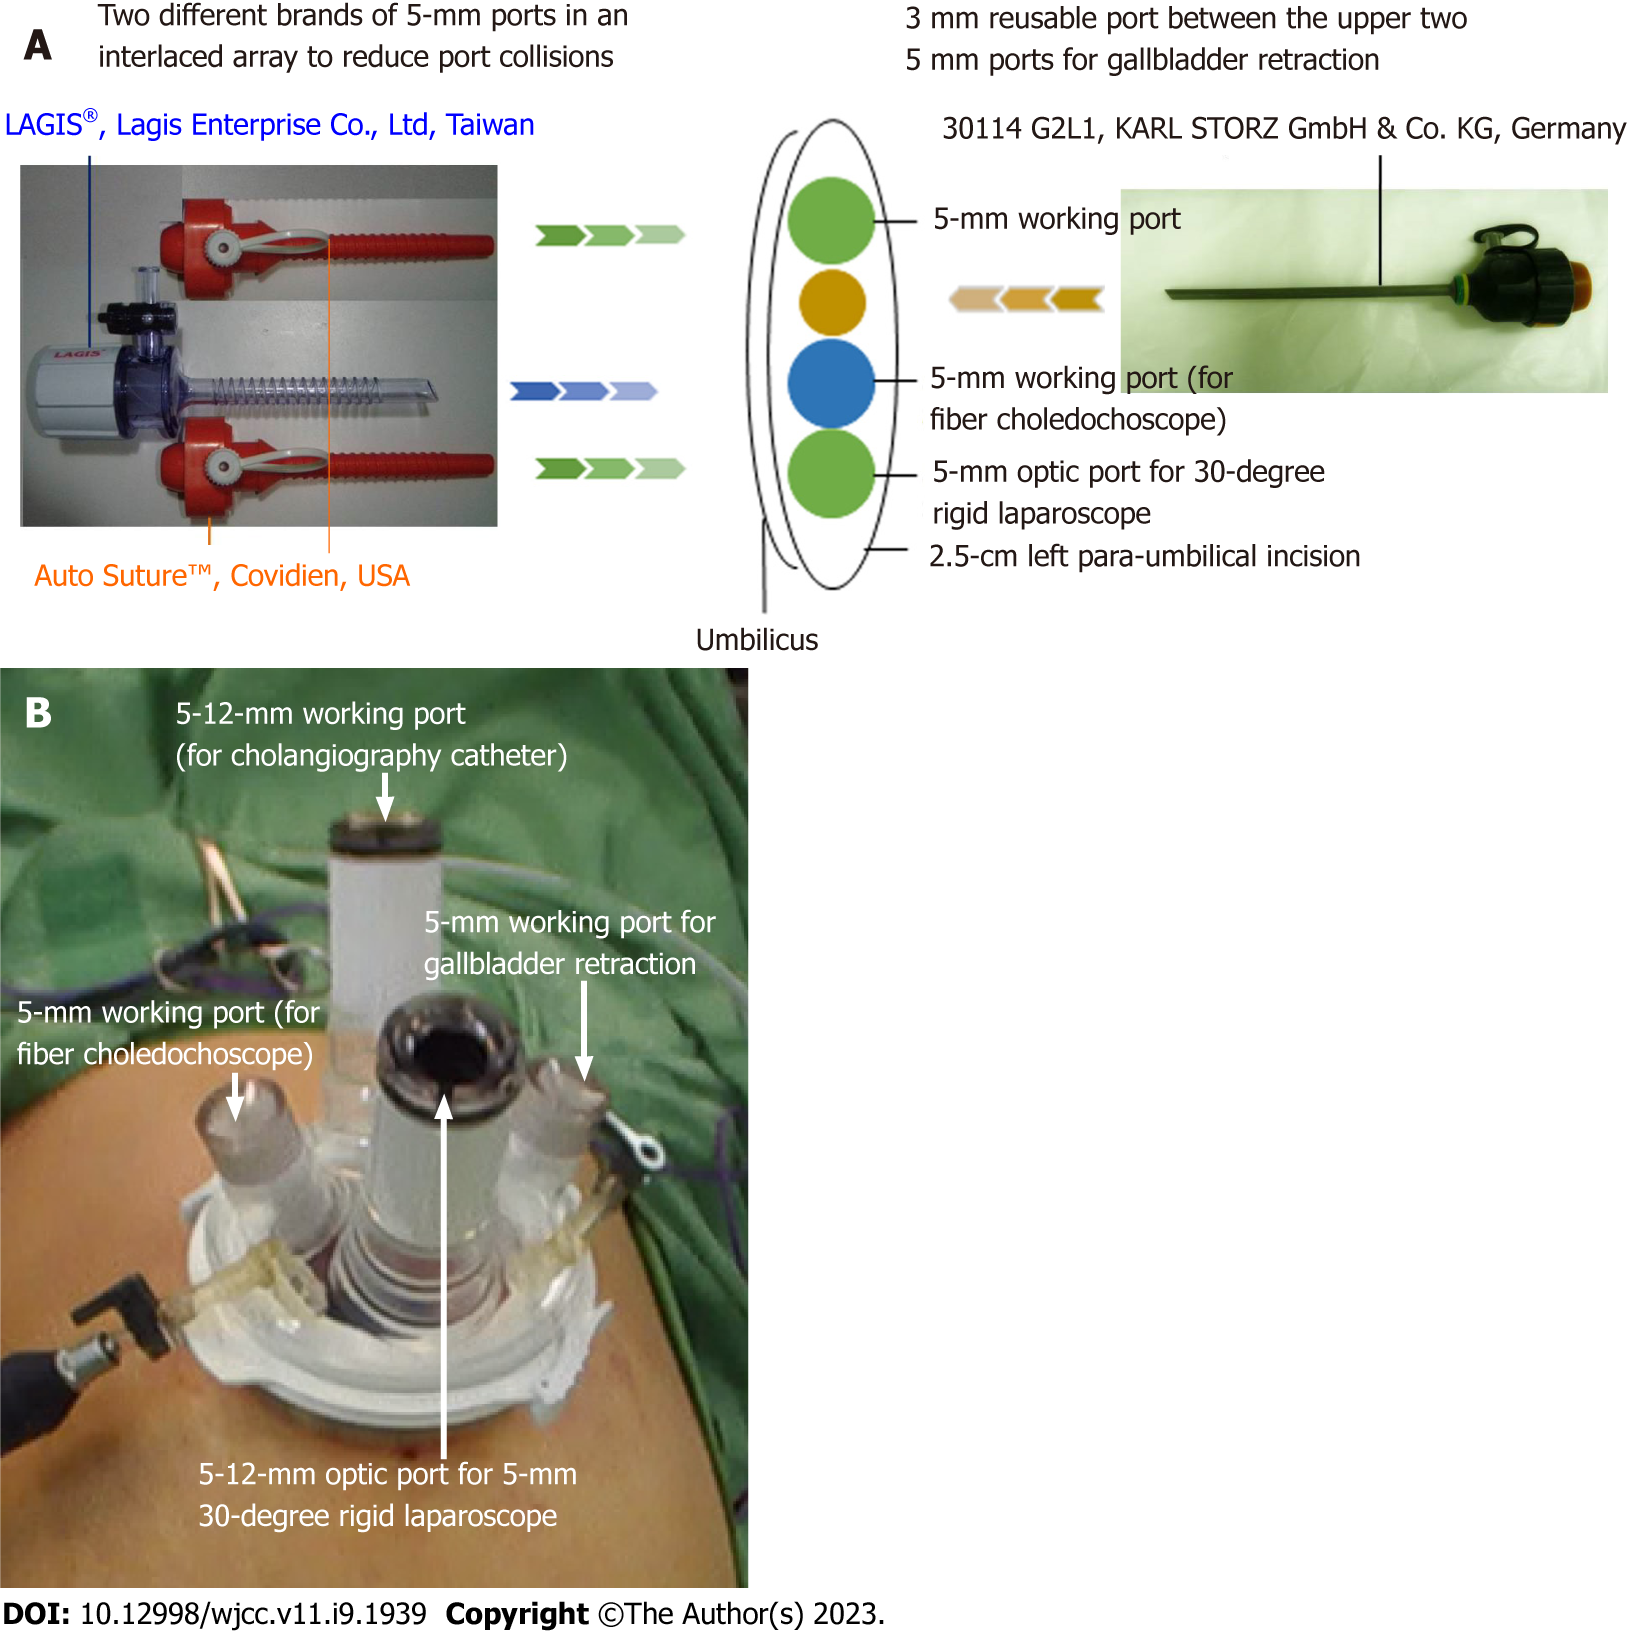 A
Two different brands of 5-mm ports in an
interlaced array to reduce port collisions
3 mm reusable port between the upper two
5 mm ports for gallbladder retraction
LAGIS®, Lagis Enterprise Co., Ltd, Taiwan
30114 G2L1, KARL STORZ GmbH & Co. KG, Germany
LAGIS
5-mm working port
5-mm working port (for
fiber choledochoscope)
5-mm optic port for 30-degree
rigid laparoscope
2.5-cm left para-umbilical incision
Auto Suture™, Covidien, USA
Umbilicus
B
5-12-mm working port
(for cholangiography catheter)
5-mm working port for
gallbladder retraction
5-mm working port (for
fiber choledochoscope)
5-12-mm optic port for 5-mm
30-degree rigid laparoscope
DOI: 10.12998/wjcc.v11.i9.1939 Copyright ©The Author(s) 2023.